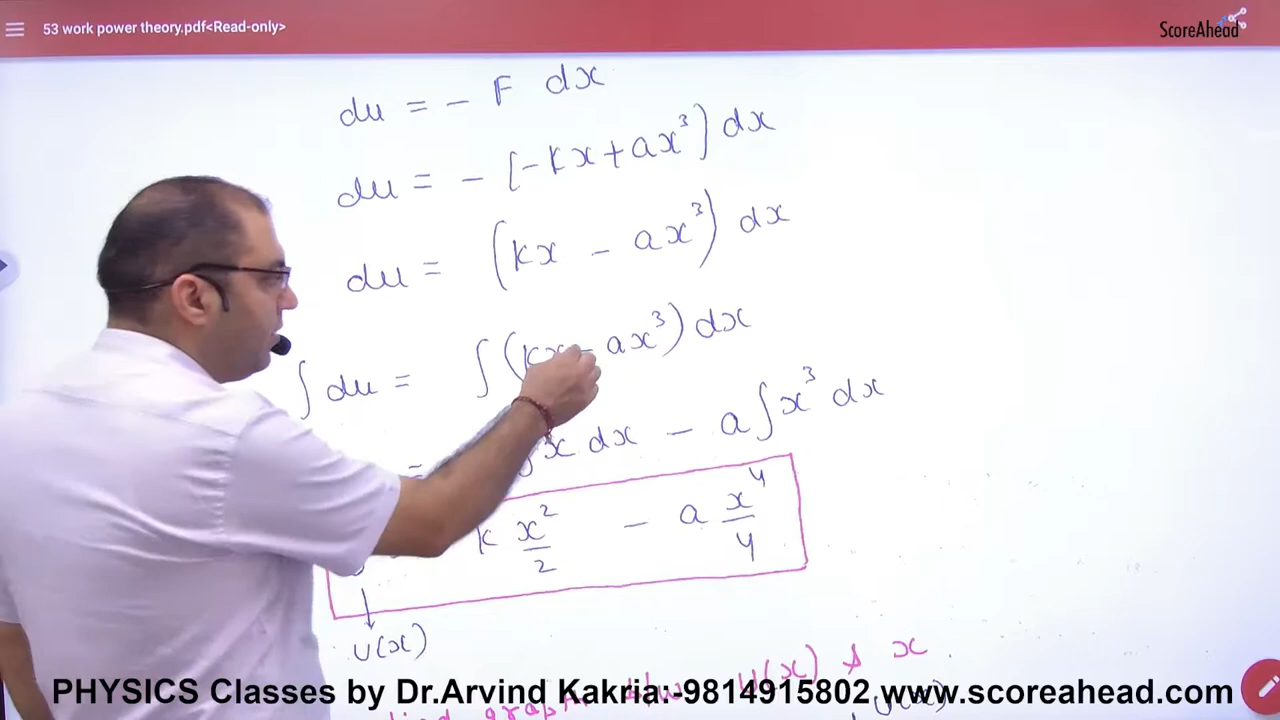 53 work power theory.pdf<Read-only>
ScoreAhead
du = - F dx
du = - [-kx + ax³] dx
du = (kx - ax³) dx
∫ du = ∫ (kx - ax³) dx
= x dx - a ∫ x³ dx
k x²/2 - a x⁴/4
U(x)
U(x) & x
PHYSICS Classes by Dr.Arvind Kakria.-9814915802 www.scoreahead.com
graph
U(x)